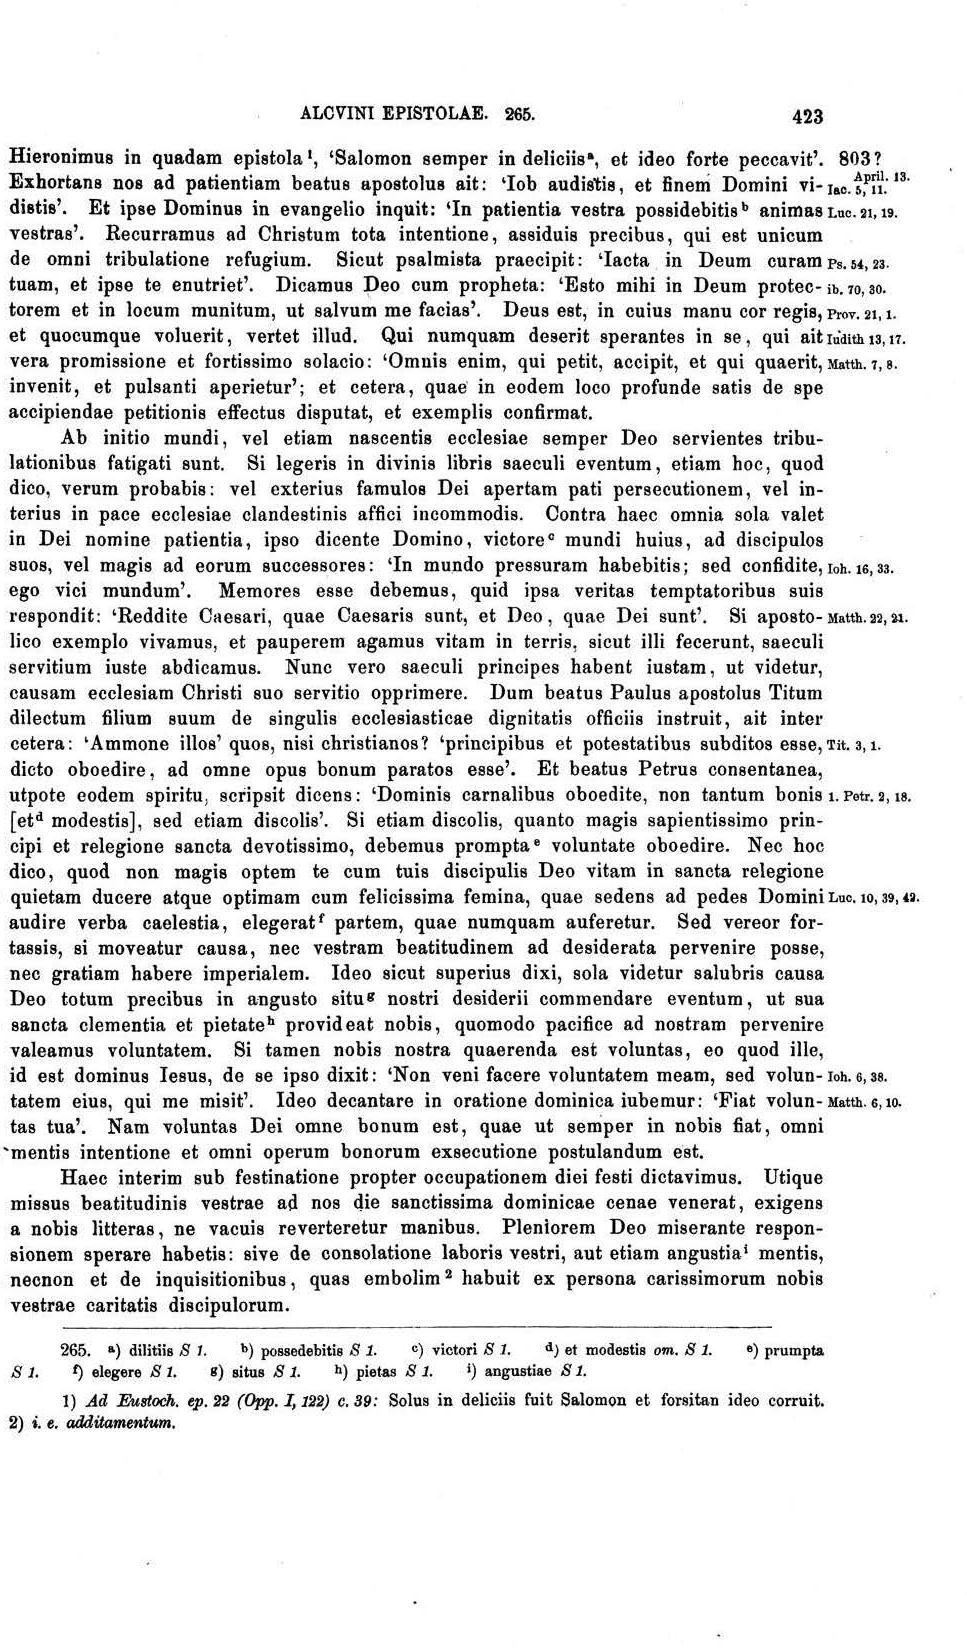 ALCVINI EPISTOLAE. 265. 423
Hieronimus in quadam epistola¹, ‘Salomon semper in deliciisᵃ, et ideo forte peccavit’. 803?
Exhortans nos ad patientiam beatus apostolus ait: ‘Iob audistis, et finem Domini vi- April. 13. Iac. 5, 11.
distis’. Et ipse Dominus in evangelio inquit: ‘In patientia vestra possidebitisᵇ animas Luc. 21, 19.
vestras’. Recurramus ad Christum tota intentione, assiduis precibus, qui est unicum
de omni tribulatione refugium. Sicut psalmista praecipit: ‘Iacta in Deum curam Ps. 54, 23.
tuam, et ipse te enutriet’. Dicamus Deo cum propheta: ‘Esto mihi in Deum protec- ib. 70, 30.
torem et in locum munitum, ut salvum me facias’. Deus est, in cuius manu cor regis, Prov. 21, 1.
et quocumque voluerit, vertet illud. Qui numquam deserit sperantes in se, qui ait Iudith 13, 17.
vera promissione et fortissimo solacio: ‘Omnis enim, qui petit, accipit, et qui quaerit, Matth. 7, 8.
invenit, et pulsanti aperietur’; et cetera, quae in eodem loco profunde satis de spe
accipiendae petitionis effectus disputat, et exemplis confirmat.
Ab initio mundi, vel etiam nascentis ecclesiae semper Deo servientes tribu-
lationibus fatigati sunt. Si legeris in divinis libris saeculi eventum, etiam hoc, quod
dico, verum probabis: vel exterius famulos Dei apertam pati persecutionem, vel in-
terius in pace ecclesiae clandestinis affici incommodis. Contra haec omnia sola valet
in Dei nomine patientia, ipso dicente Domino, victoreᶜ mundi huius, ad discipulos
suos, vel magis ad eorum successores: ‘In mundo pressuram habebitis; sed confidite, Ioh. 16, 33.
ego vici mundum’. Memores esse debemus, quid ipsa veritas temptatoribus suis
respondit: ‘Reddite Caesari, quae Caesaris sunt, et Deo, quae Dei sunt’. Si aposto- Matth. 22, 21.
lico exemplo vivamus, et pauperem agamus vitam in terris, sicut illi fecerunt, saeculi
servitium iuste abdicamus. Nunc vero saeculi principes habent iustam, ut videtur,
causam ecclesiam Christi suo servitio opprimere. Dum beatus Paulus apostolus Titum
dilectum filium suum de singulis ecclesiasticae dignitatis officiis instruit, ait inter
cetera: ‘Ammone illos’ quos, nisi christianos? ‘principibus et potestatibus subditos esse, Tit. 3, 1.
dicto oboedire, ad omne opus bonum paratos esse’. Et beatus Petrus consentanea,
utpote eodem spiritu, scripsit dicens: ‘Dominis carnalibus oboedite, non tantum bonis 1. Petr. 2, 18.
[etᵈ modestis], sed etiam discolis’. Si etiam discolis, quanto magis sapientissimo prin-
cipi et relegione sancta devotissimo, debemus promptaᵉ voluntate oboedire. Nec hoc
dico, quod non magis optem te cum tuis discipulis Deo vitam in sancta relegione
quietam ducere atque optimam cum felicissima femina, quae sedens ad pedes Domini Luc. 10, 39, 42.
audire verba caelestia, elegeratᶠ partem, quae numquam auferetur. Sed vereor for-
tassis, si moveatur causa, nec vestram beatitudinem ad desiderata pervenire posse,
nec gratiam habere imperialem. Ideo sicut superius dixi, sola videtur salubris causa
Deo totum precibus in angusto situᵍ nostri desiderii commendare eventum, ut sua
sancta clementia et pietateʰ provideat nobis, quomodo pacifice ad nostram pervenire
valeamus voluntatem. Si tamen nobis nostra quaerenda est voluntas, eo quod ille,
id est dominus Iesus, de se ipso dixit: ‘Non veni facere voluntatem meam, sed volun- Ioh. 6, 38.
tatem eius, qui me misit’. Ideo decantare in oratione dominica iubemur: ‘Fiat volun- Matth. 6, 10.
tas tua’. Nam voluntas Dei omne bonum est, quae ut semper in nobis fiat, omni
mentis intentione et omni operum bonorum exsecutione postulandum est.
Haec interim sub festinatione propter occupationem diei festi dictavimus. Utique
missus beatitudinis vestrae ad nos die sanctissima dominicae cenae venerat, exigens
a nobis litteras, ne vacuis reverteretur manibus. Pleniorem Deo miserante respon-
sionem sperare habetis: sive de consolatione laboris vestri, aut etiam angustiaⁱ mentis,
necnon et de inquisitionibus, quas embolim² habuit ex persona carissimorum nobis
vestrae caritatis discipulorum.
265. ᵃ) dilitiis S 1. ᵇ) possedebitis S 1. ᶜ) victori S 1. ᵈ) et modestis om. S 1. ᵉ) prumpta
S 1. ᶠ) elegere S 1. ᵍ) situs S 1. ʰ) pietas S 1. ⁱ) angustiae S 1.
1) Ad Eustoch. ep. 22 (Opp. I, 122) c. 39: Solus in deliciis fuit Salomon et forsitan ideo corruit.
2) i. e. additamentum.